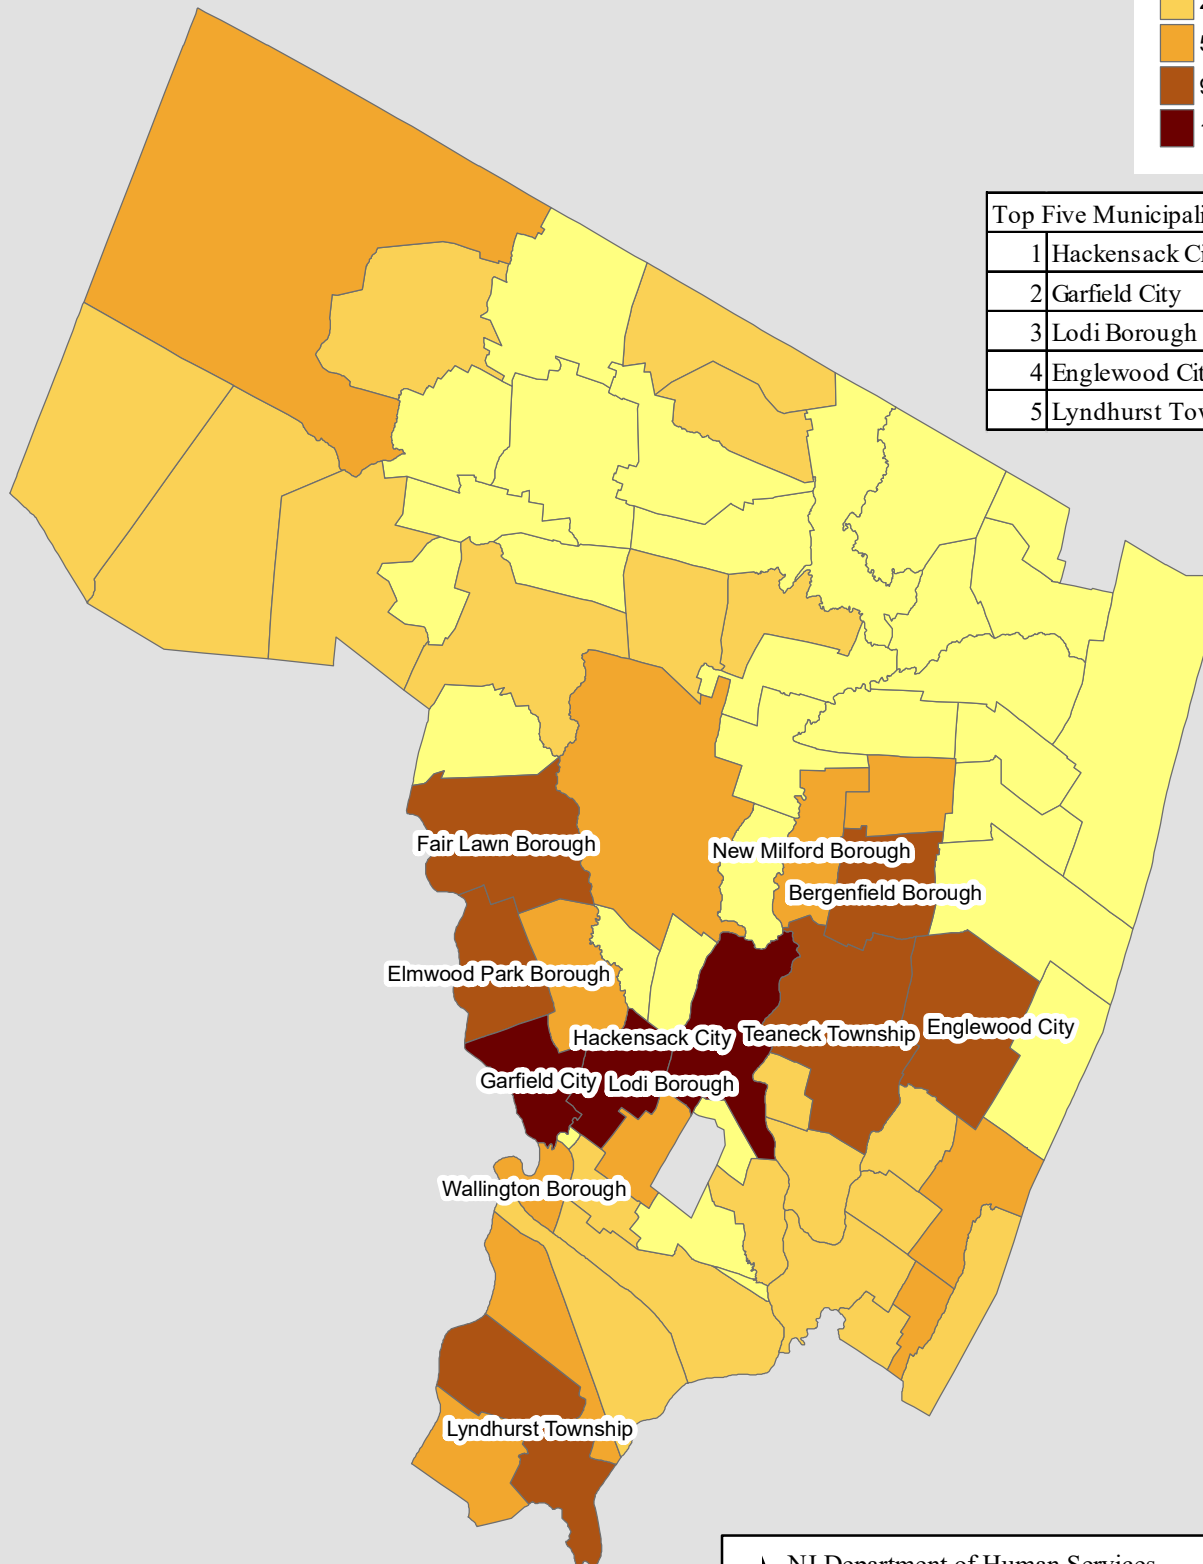 Top Five Municipali
1 Hackensack Ci
2 Garfield City
3 Lodi Borough
4 Englewood Cit
5 Lyndhurst Tow
Fair Lawn Borough
New Milford Borough
Bergenfield Borough
Elmwood Park Borough
Hackensack City
Teaneck Township
Englewood City
Garfield City
Lodi Borough
Wallington Borough
Lyndhurst Township
NJ Department of Human Services